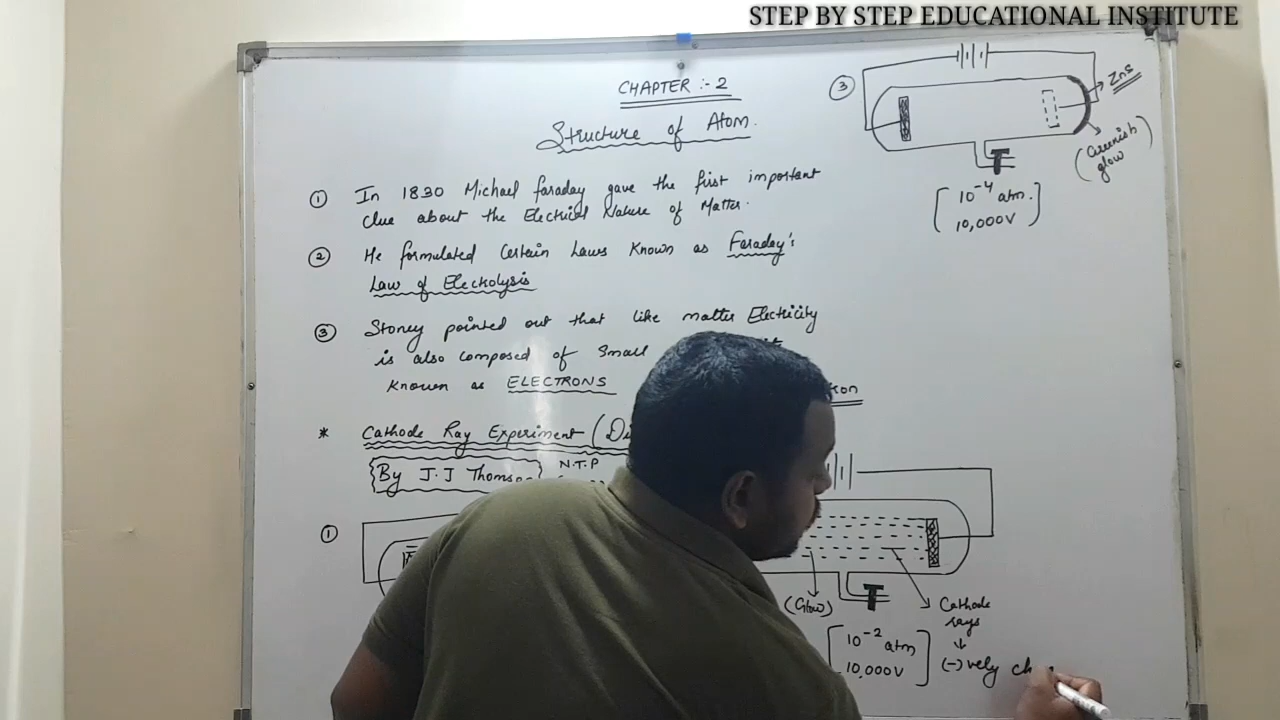 STEP BY STEP EDUCATIONAL INSTITUTE
CHAPTER :- 2
Structure of Atom.
① In 1830 Michael faraday gave the first important
clue about the Electrical Nature of Matter.
② He formulated Certain Laws Known as Faraday's
Law of Electrolysis
③ Stoney pointed out that like matter Electricity
is also composed of Small
Known as ELECTRONS
* Cathode Ray Experiment (Di
By J.J Thomson
N.T.P
①
(Glow)
10⁻² atm
10,000V
Cathode
rays
↓
(-)vely ch
③
ZnS
(Greenish
glow)
10⁻⁴ atm.
10,000V